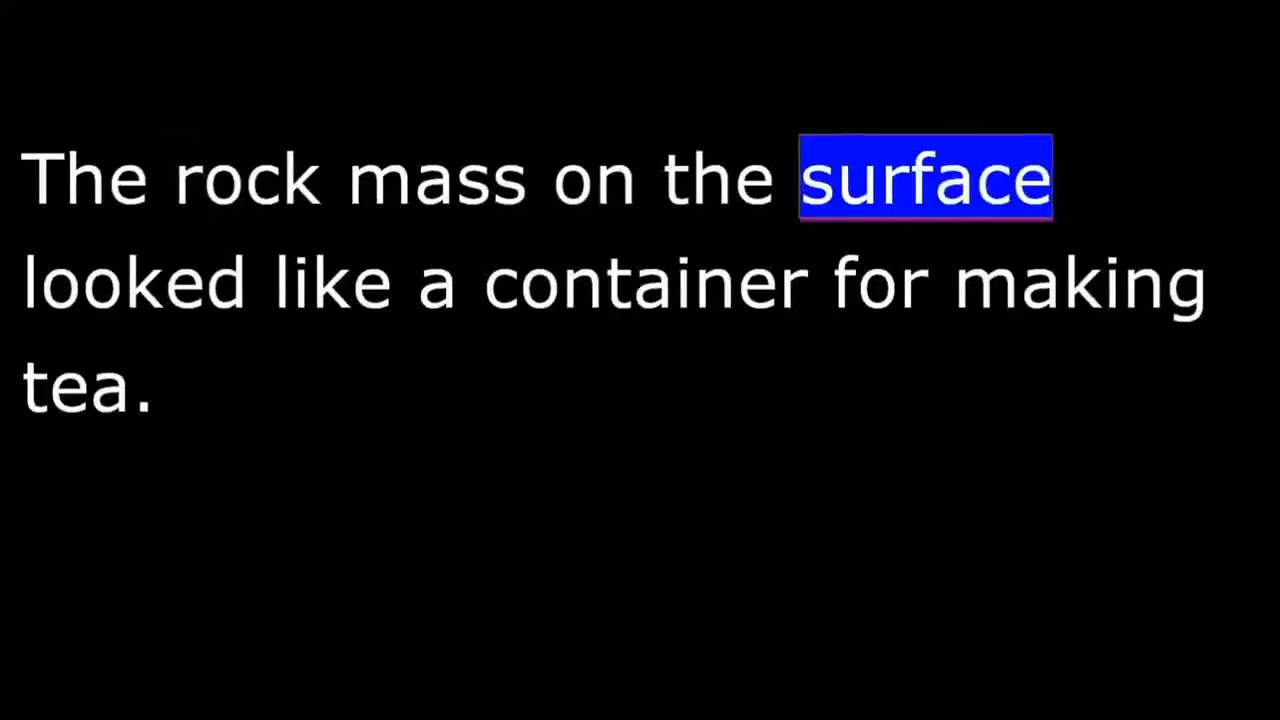 The rock mass on the surface
looked like a container for making
tea.